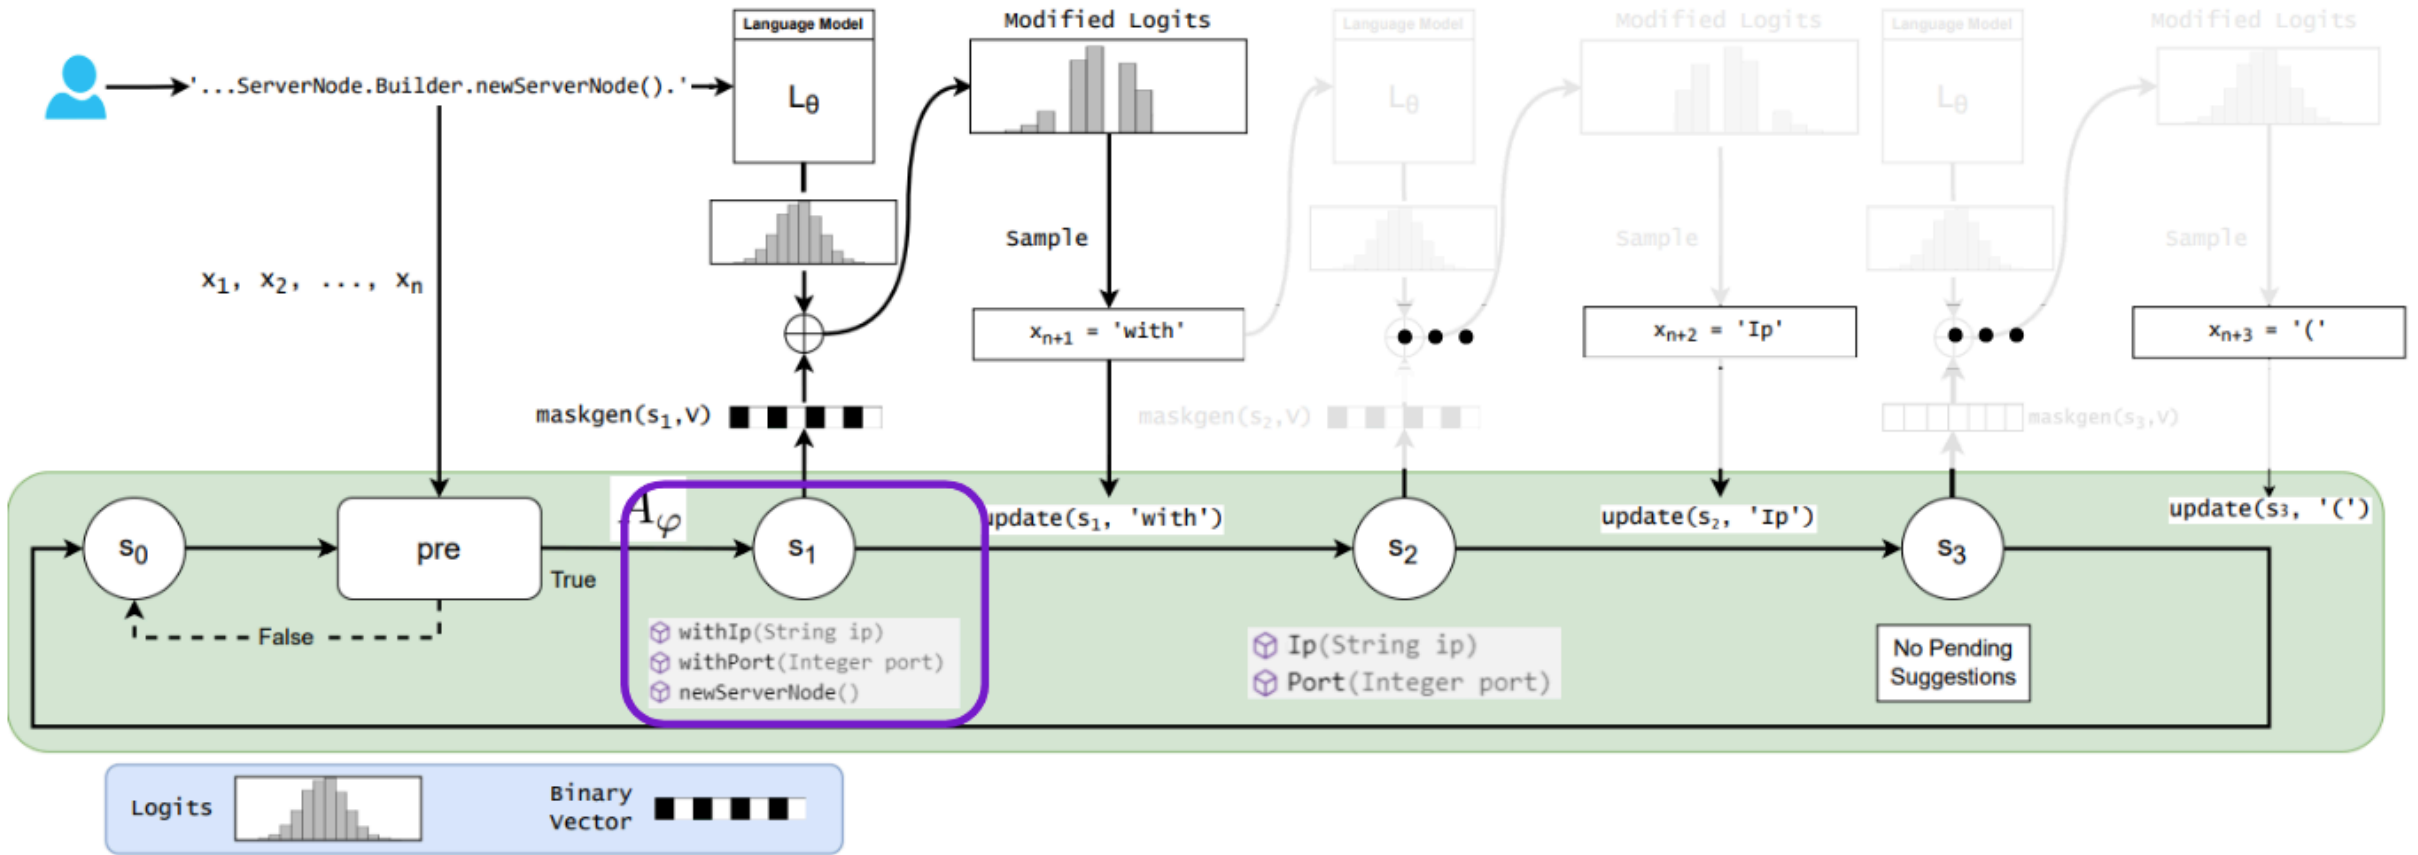 Language Model
Modified Logits
Language Model
Modified Logits
Language Model
Modified Logits
'...ServerNode.Builder.newServerNode().'
Lθ
Lθ
Lθ
x1, x2, ..., xn
Sample
Sample
Sample
xn+1 = 'with'
xn+2 = 'Ip'
xn+3 = '('
maskgen(s1,V)
maskgen(s2,V)
maskgen(s3,V)
Aφ
update(s1, 'with')
update(s2, 'Ip')
update(s3, '(')
s0
pre
s1
s2
s3
True
False
withIp(String ip)
withPort(Integer port)
newServerNode()
Ip(String ip)
Port(Integer port)
No Pending
Suggestions
Logits
Binary
Vector